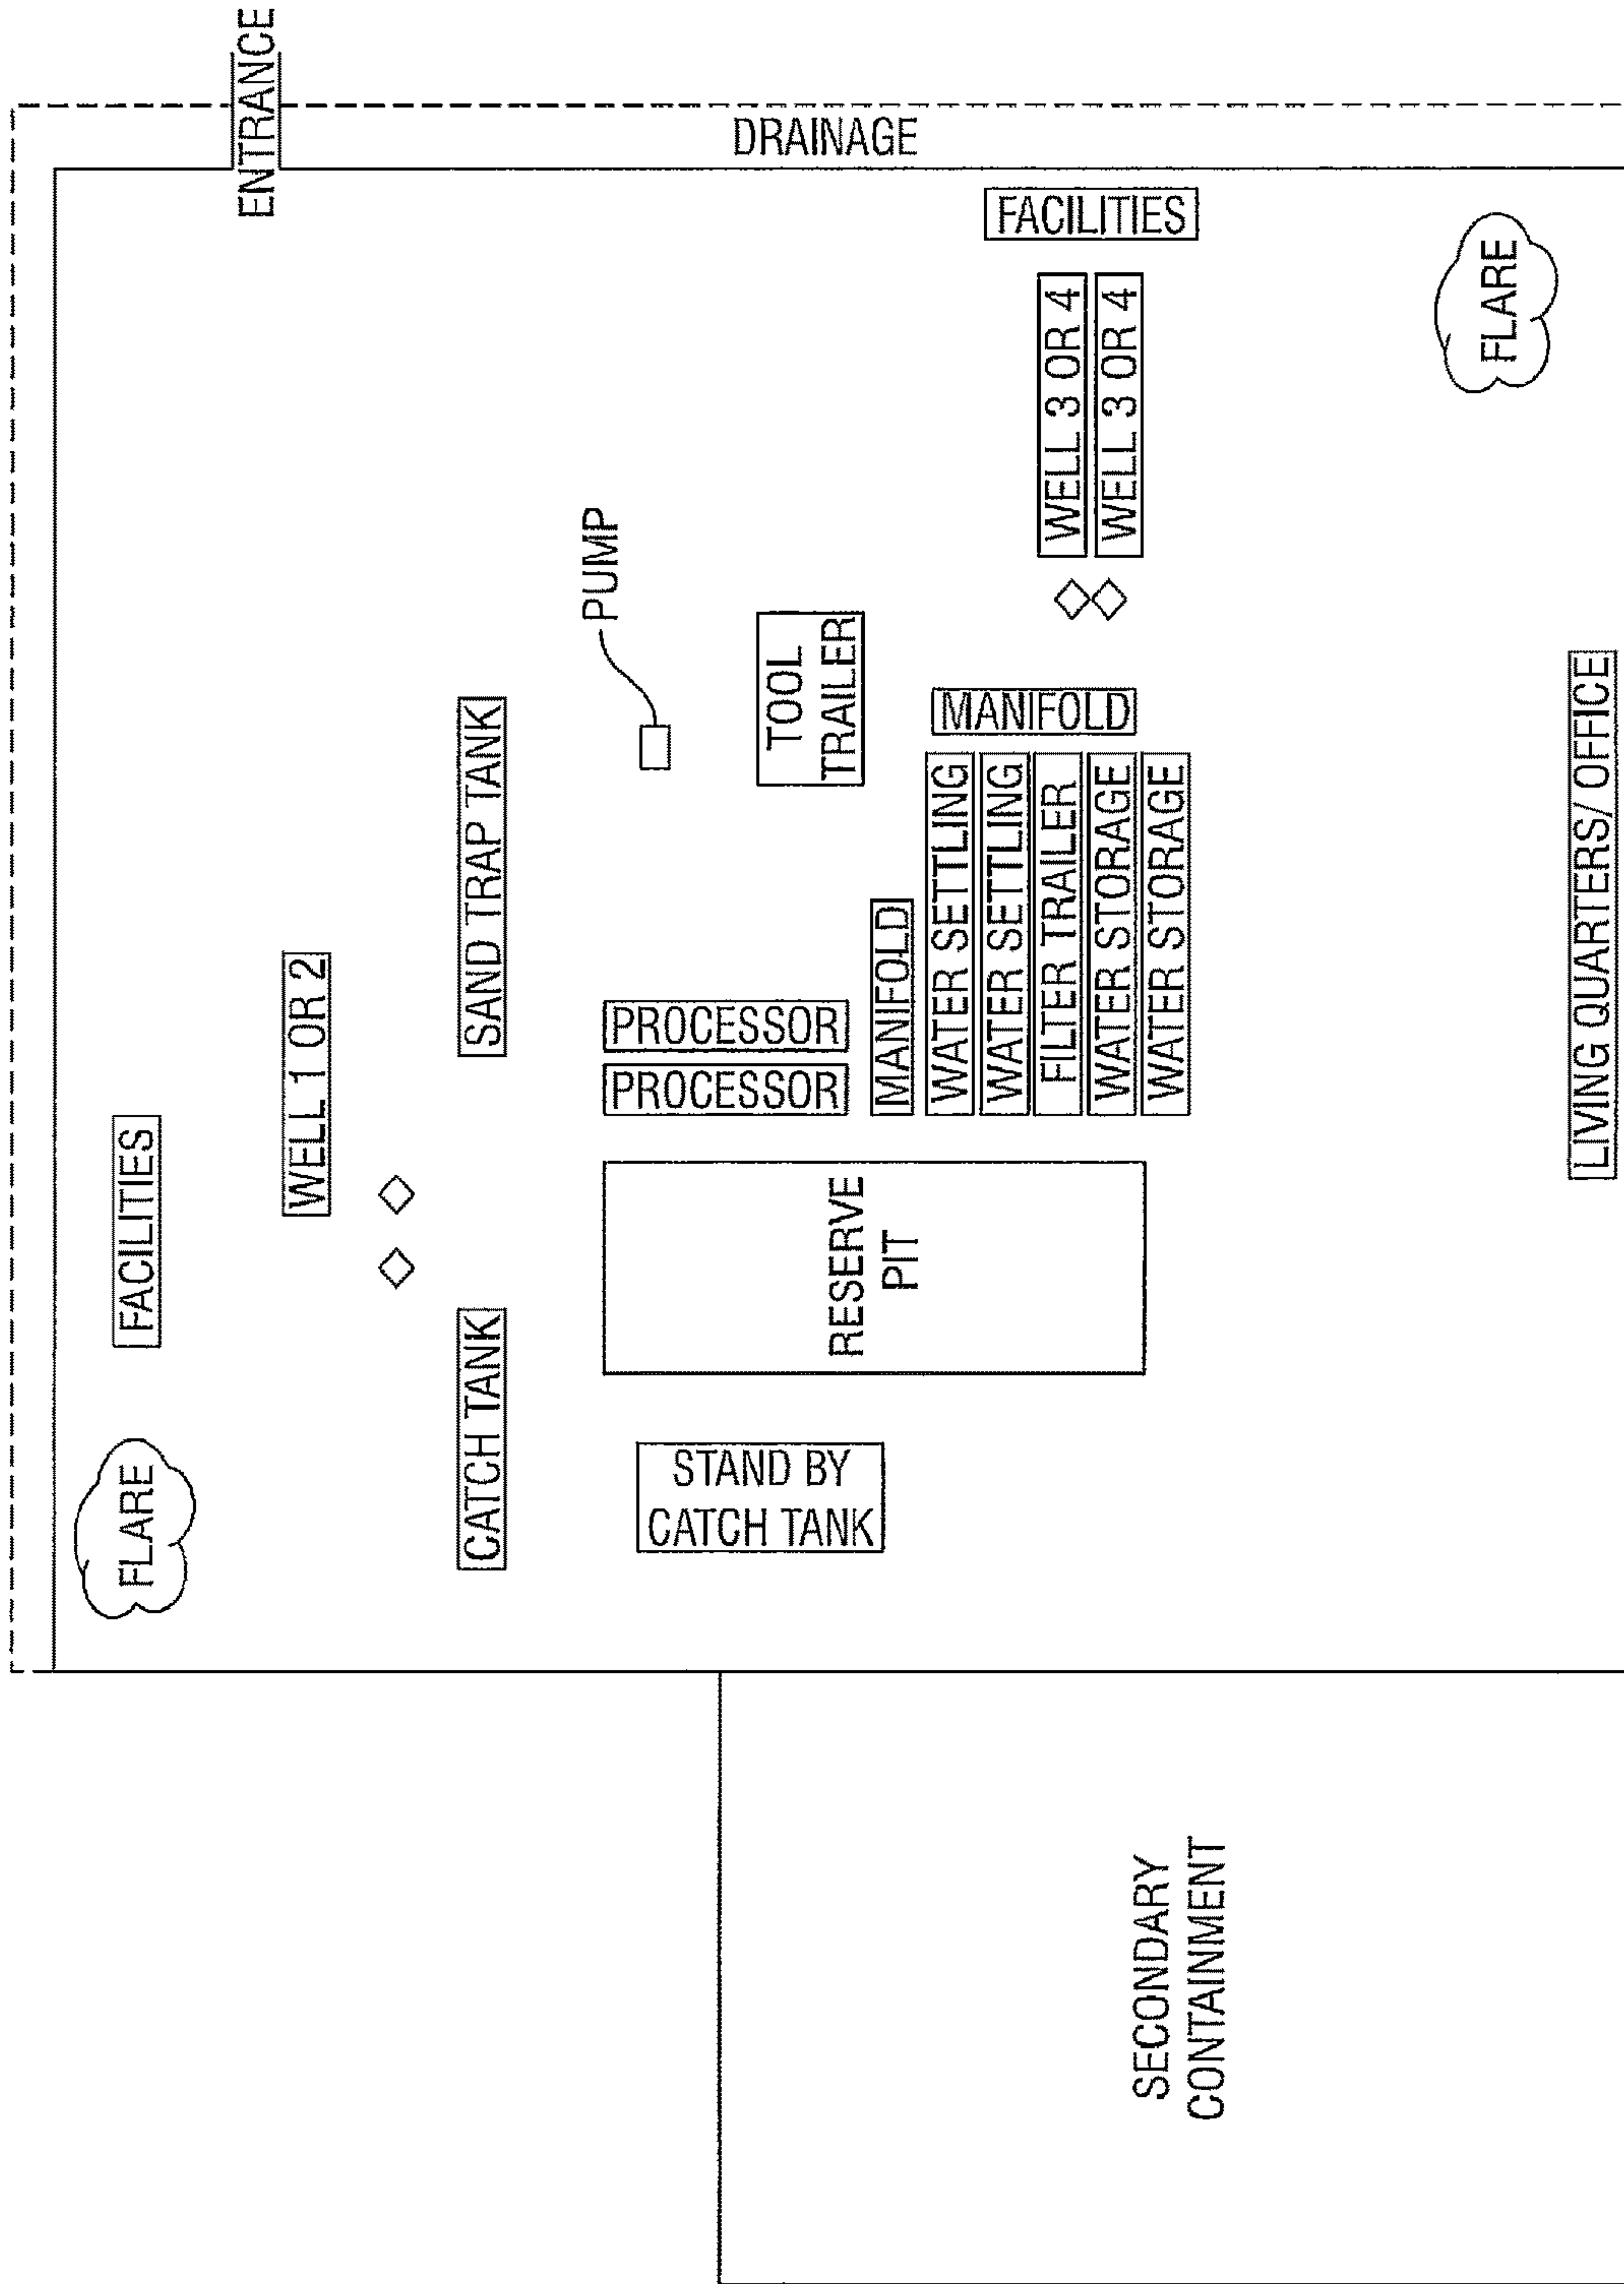 ENTRANCE
DRAINAGE
FACILITIES
FLARE
WELL 3 OR 4
WELL 3 OR 4
PUMP
TOOL
TRAILER
MANIFOLD
SAND TRAP TANK
WELL 1 OR 2
PROCESSOR
PROCESSOR
MANIFOLD
WATER SETTLING
WATER SETTLING
FILTER TRAILER
WATER STORAGE
WATER STORAGE
LIVING QUARTERS/ OFFICE
FACILITIES
RESERVE
PIT
FLARE
CATCH TANK
STAND BY
CATCH TANK
SECONDARY
CONTAINMENT